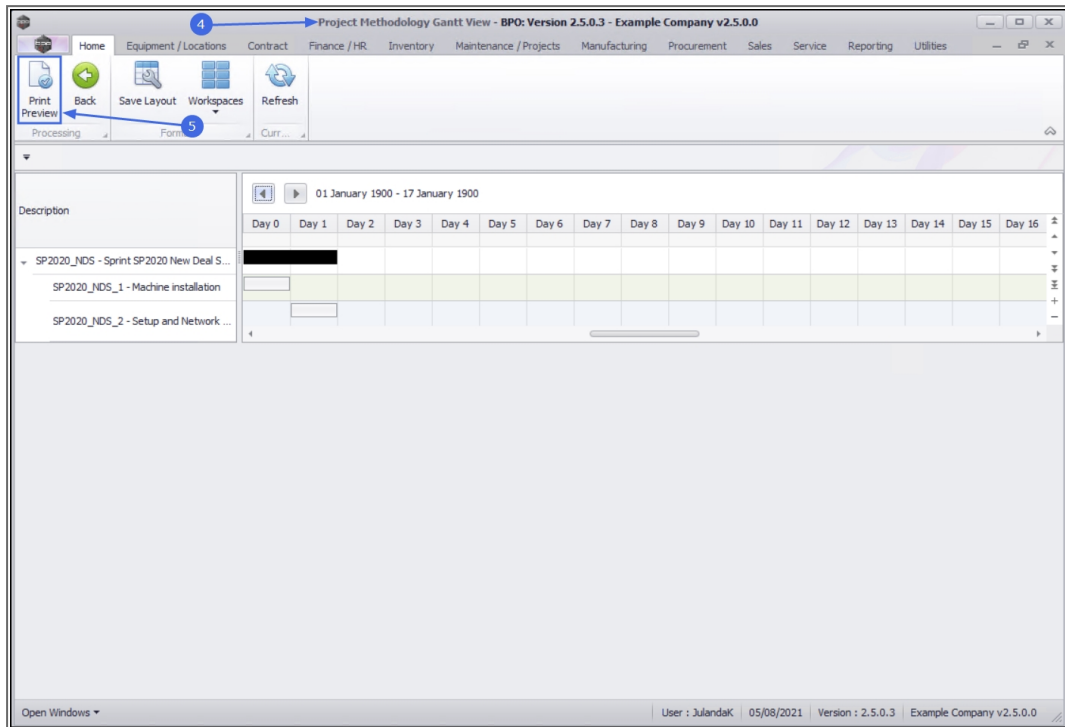 4
Project Methodology Gantt View - BPO: Version 2.5.0.3 - Example Company v2.5.0.0
Home Equipment / Locations Contract Finance / HR Inventory Maintenance / Projects Manufacturing Procurement Sales Service Reporting Utilities
Print Preview Back Save Layout Workspaces Refresh
5
Processing Form Curr...
Description
01 January 1900 - 17 January 1900
Day 0 Day 1 Day 2 Day 3 Day 4 Day 5 Day 6 Day 7 Day 8 Day 9 Day 10 Day 11 Day 12 Day 13 Day 14 Day 15 Day 16
SP2020_NDS - Sprint SP2020 New Deal S...
SP2020_NDS_1 - Machine installation
SP2020_NDS_2 - Setup and Network ...
Open Windows User : JulandaK 05/08/2021 Version : 2.5.0.3 Example Company v2.5.0.0